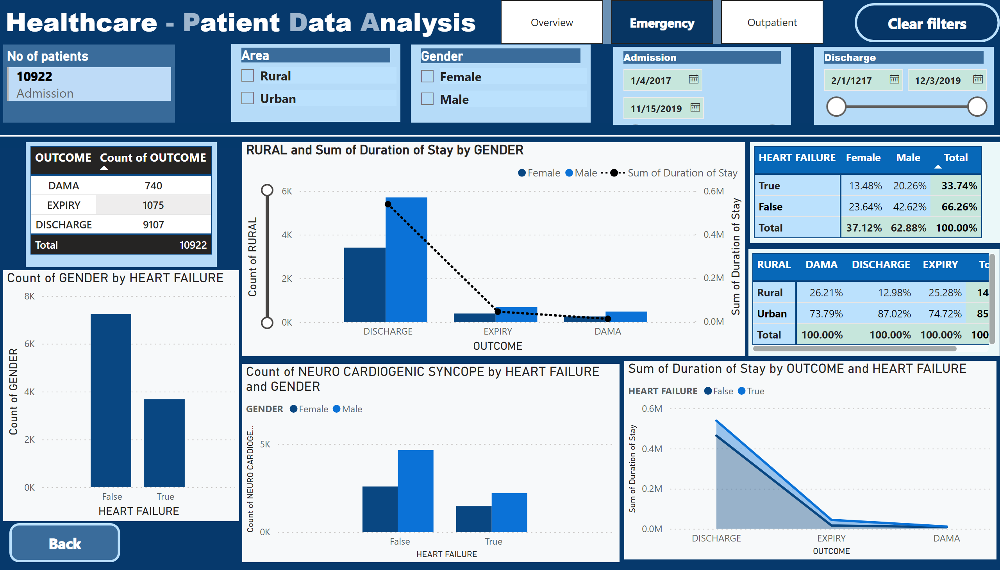 Healthcare - Patient Data Analysis
Overview
Emergency
Outpatient
Clear filters
No of patients
10922
Admission
Area
Rural
Urban
Gender
Female
Male
Admission
1/4/2017
11/15/2019
Discharge
2/1/1217
12/3/2019
OUTCOME Count of OUTCOME
DAMA 740
EXPIRY 1075
DISCHARGE 9107
Total 10922
RURAL and Sum of Duration of Stay by GENDER
Female Male Sum of Duration of Stay
Count of RURAL
6K
4K
2K
0K
0.6M
0.4M
0.2M
0.0M
Sum of Duration of Stay
DISCHARGE EXPIRY DAMA
OUTCOME
HEART FAILURE Female Male Total
True 13.48% 20.26% 33.74%
False 23.64% 42.62% 66.26%
Total 37.12% 62.88% 100.00%
RURAL DAMA DISCHARGE EXPIRY To
Rural 26.21% 12.98% 25.28% 14
Urban 73.79% 87.02% 74.72% 85
Total 100.00% 100.00% 100.00% 100
Count of GENDER by HEART FAILURE
Count of GENDER
8K
6K
4K
2K
0K
False True
HEART FAILURE
Count of NEURO CARDIOGENIC SYNCOPE by HEART FAILURE
and GENDER
GENDER Female Male
Count of NEURO CARDIOGE...
5K
0K
False True
HEART FAILURE
Sum of Duration of Stay by OUTCOME and HEART FAILURE
HEART FAILURE False True
Sum of Duration of Stay
0.6M
0.4M
0.2M
0.0M
DISCHARGE EXPIRY DAMA
OUTCOME
Back